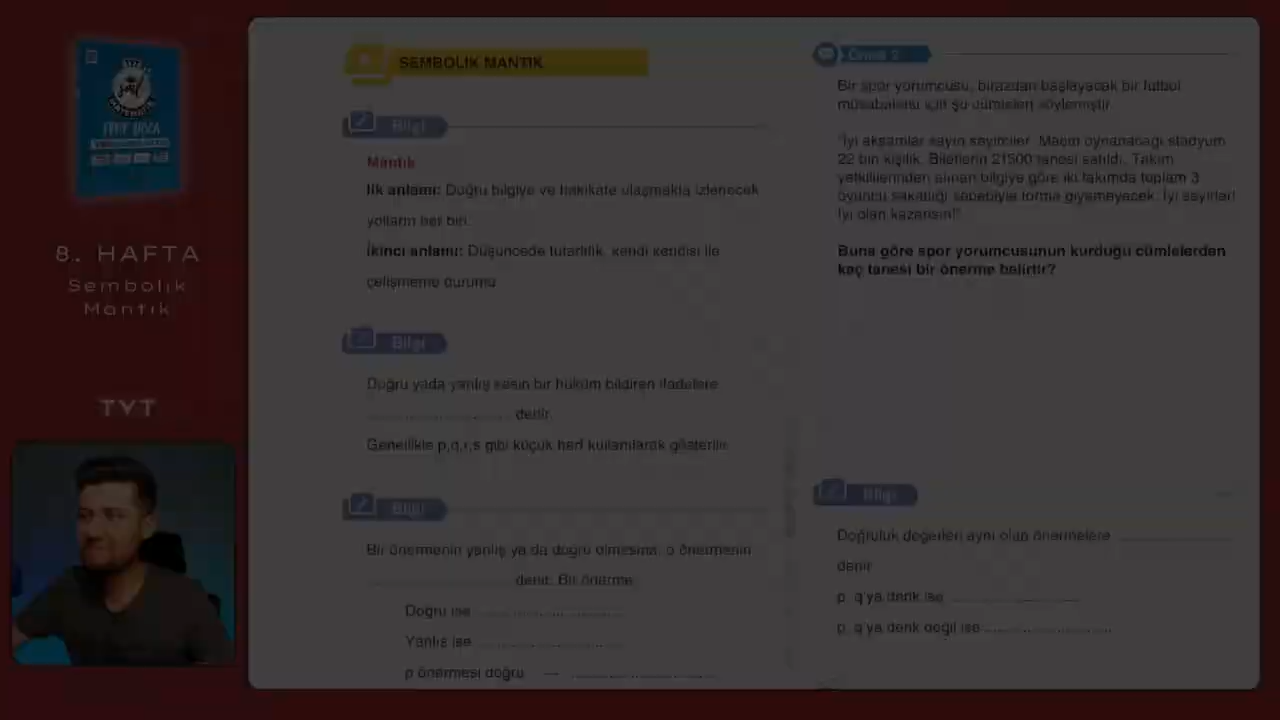 MATEMATİK
8. HAFTA
Sembolik
Mantık
TYT
SEMBOLİK MANTIK
Bilgi
Mantık
İlk anlamı: Doğru bilgiye ve hakikate ulaşmakta izlenecek
yolların her biri.
İkinci anlamı: Düşüncede tutarlılık, kendi kendisi ile
çelişmeme durumu.
Bilgi
Doğru yada yanlış kesin bir hüküm bildiren ifadelere
.................................. denir.
Genellikle p,q,r,s gibi küçük harf kullanılarak gösterilir.
Bilgi
Bir önermenin yanlış ya da doğru olmasına, o önermenin
.................................. denir. Bir önerme
Doğru ise ..................................
Yanlış ise ..................................
p önermesi doğru → ..................................
Örnek 2
Bir spor yorumcusu, birazdan başlayacak bir futbol
müsabakası için şu cümleleri söylemiştir.
"İyi akşamlar sayın seyirciler. Maçın oynanacağı stadyum
22 bin kişilik. Biletlerin 21500 tanesi satıldı. Takım
yetkililerinden alınan bilgiye göre iki takımda toplam 3
oyuncu sakatlığı sebebiyle forma giyemeyecek. İyi seyirler!
İyi olan kazansın!"
Buna göre spor yorumcusunun kurduğu cümlelerden
kaç tanesi bir önerme belirtir?
Bilgi
Doğruluk değerleri aynı olan önermelere ..................................
denir.
p, q'ya denk ise ..................................
p, q'ya denk değil ise ..................................